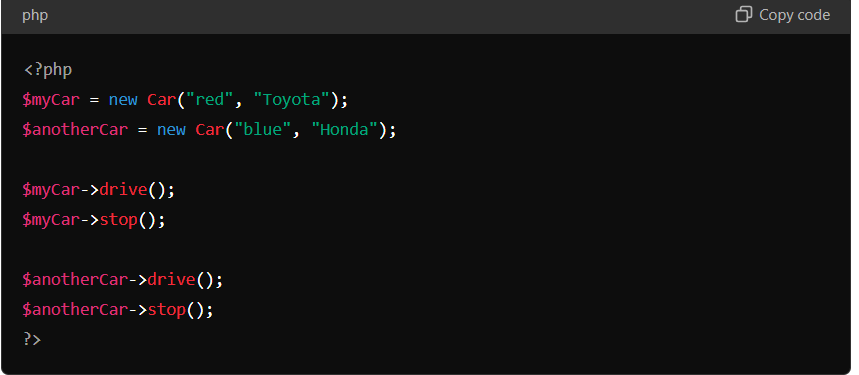 php
Copy code
<?php
$myCar = new Car("red", "Toyota");
$anotherCar = new Car("blue", "Honda");
$myCar->drive();
$myCar->stop();
$anotherCar->drive();
$anotherCar->stop();
?>